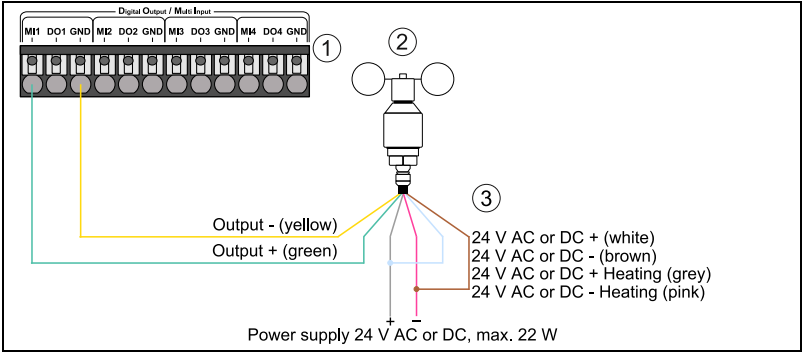 Digital Output / Multi Input
MI1 DO1 GND MI2 DO2 GND MI3 DO3 GND MI4 DO4 GND
1
2
3
Output - (yellow)
Output + (green)
24 V AC or DC + (white)
24 V AC or DC - (brown)
24 V AC or DC + Heating (grey)
24 V AC or DC - Heating (pink)
+ −
Power supply 24 V AC or DC, max. 22 W